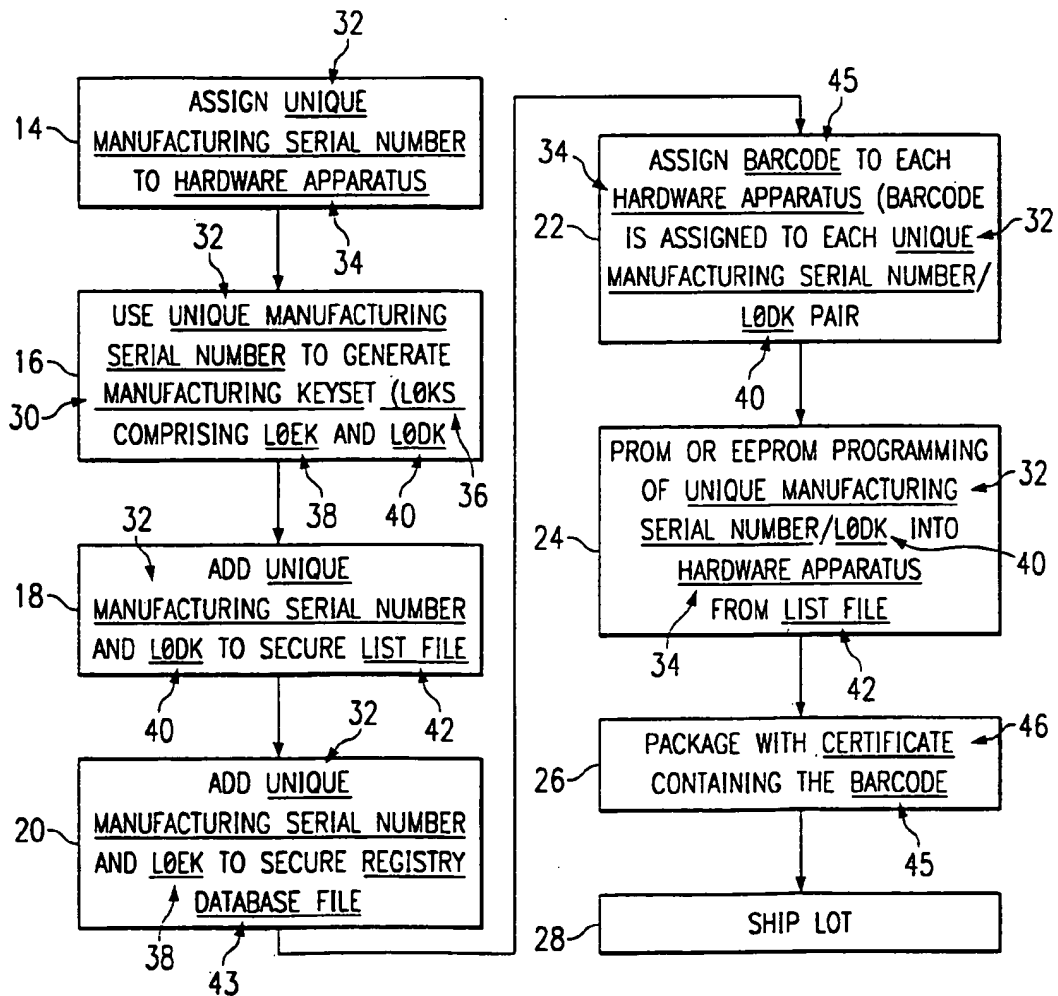 32
14
ASSIGN UNIQUE
MANUFACTURING SERIAL NUMBER
TO HARDWARE APPARATUS
34
32
16
30
USE UNIQUE MANUFACTURING
SERIAL NUMBER TO GENERATE
MANUFACTURING KEYSET (L0KS
COMPRISING L0EK AND L0DK
38
40
36
32
18
ADD UNIQUE
MANUFACTURING SERIAL NUMBER
AND L0DK TO SECURE LIST FILE
40
42
32
20
ADD UNIQUE
MANUFACTURING SERIAL NUMBER
AND L0EK TO SECURE REGISTRY
DATABASE FILE
38
43
45
34
22
ASSIGN BARCODE TO EACH
HARDWARE APPARATUS (BARCODE
IS ASSIGNED TO EACH UNIQUE
MANUFACTURING SERIAL NUMBER/
L0DK PAIR
32
40
24
PROM OR EEPROM PROGRAMMING
OF UNIQUE MANUFACTURING
SERIAL NUMBER/L0DK INTO
HARDWARE APPARATUS
FROM LIST FILE
32
40
34
42
26
PACKAGE WITH CERTIFICATE
CONTAINING THE BARCODE
46
45
28
SHIP LOT